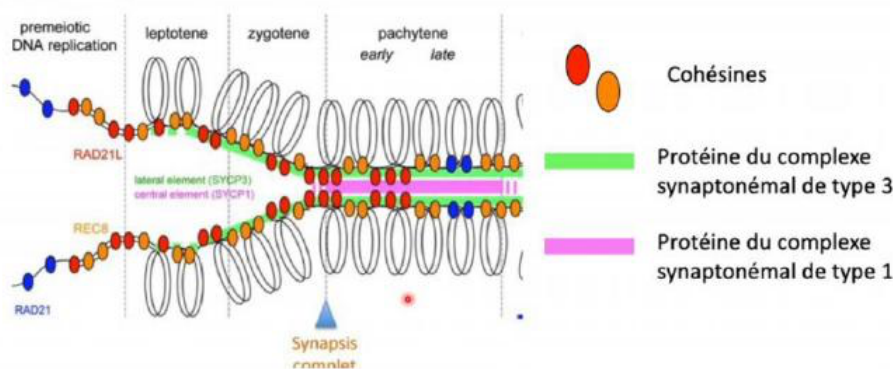 premeiotic
DNA replication
leptotene
zygotene
pachytene
early late
RAD21L
lateral element (SYCP3)
central element (SYCP1)
REC8
RAD21
Synapsis
complet
Cohésines
Protéine du complexe
synaptonémal de type 3
Protéine du complexe
synaptonémal de type 1